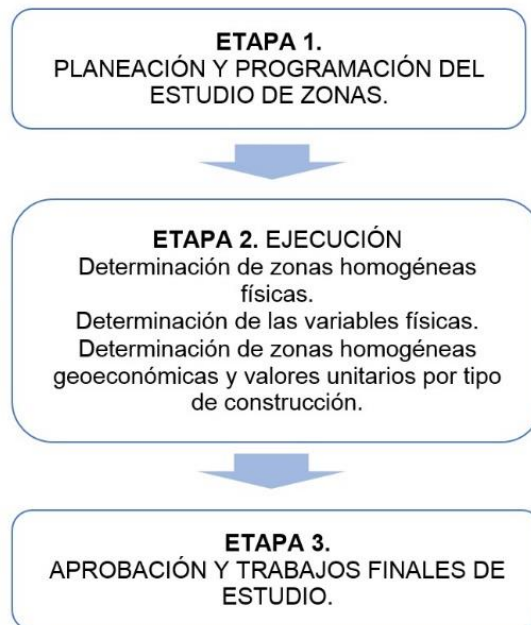 ETAPA 1.
PLANEACIÓN Y PROGRAMACIÓN DEL
ESTUDIO DE ZONAS.
ETAPA 2. EJECUCIÓN
Determinación de zonas homogéneas
físicas.
Determinación de las variables físicas.
Determinación de zonas homogéneas
geoeconómicas y valores unitarios por tipo
de construcción.
ETAPA 3.
APROBACIÓN Y TRABAJOS FINALES DE
ESTUDIO.